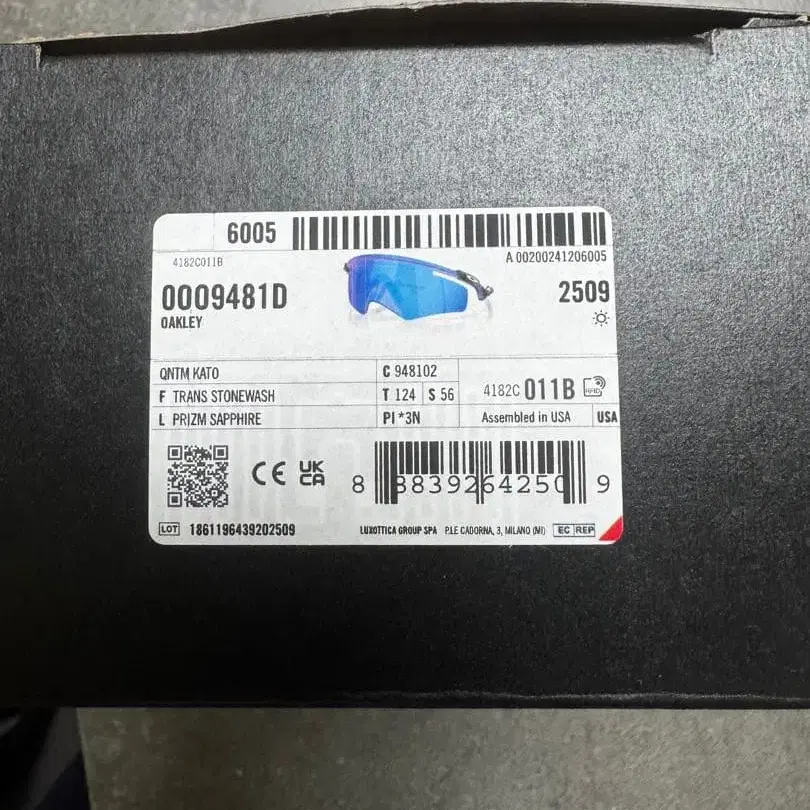 6005
4182C011B
A 00200241206005
0OO9481D
OAKLEY
2509
QNTM KATO
C 948102
F TRANS STONEWASH
T 124 S 56
4182C 011B
RFID
L PRIZM SAPPHIRE
PI *3N
Assembled in USA
USA
CE UK CA
8 88392 64250 9
LOT 1861196439202509
LUXOTTICA GROUP SPA P.LE CADORNA, 3, MILANO (MI) EC REP